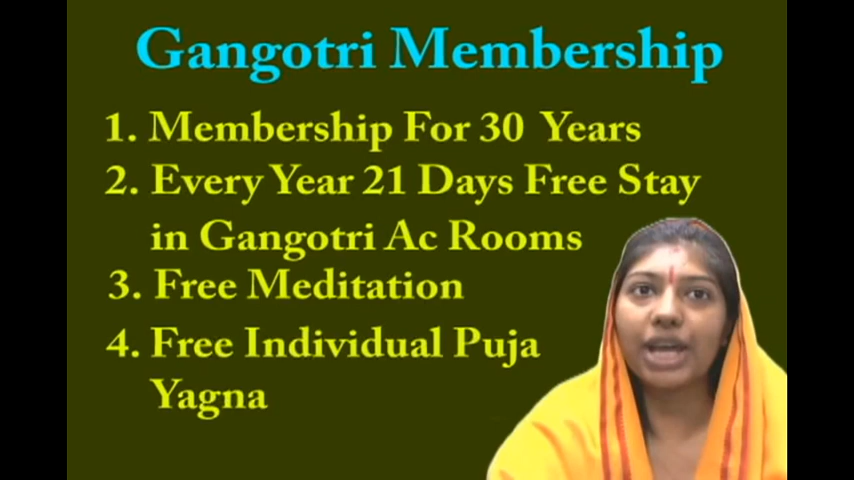 Gangotri Membership
1. Membership For 30 Years
2. Every Year 21 Days Free Stay
in Gangotri Ac Rooms
3. Free Meditation
4. Free Individual Puja
Yagna